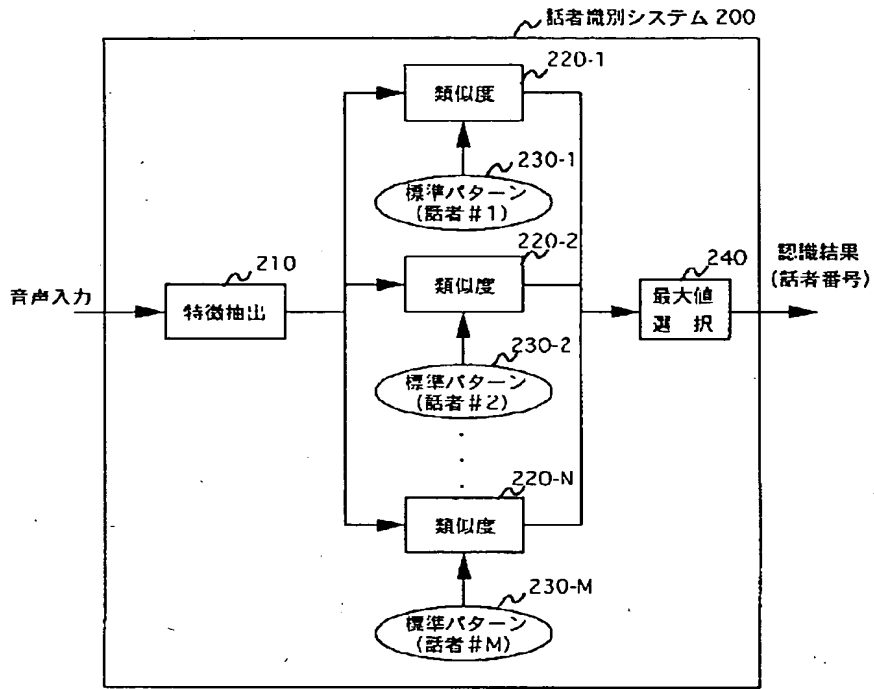 話者識別システム 200
220-1
類似度
230-1
標準パターン
(話者#1)
220-2
類似度
210
特徴抽出
音声入力
240
最大値
選 択
認識結果
(話者番号)
230-2
標準パターン
(話者#2)
220-N
類似度
230-M
標準パターン
(話者#M)